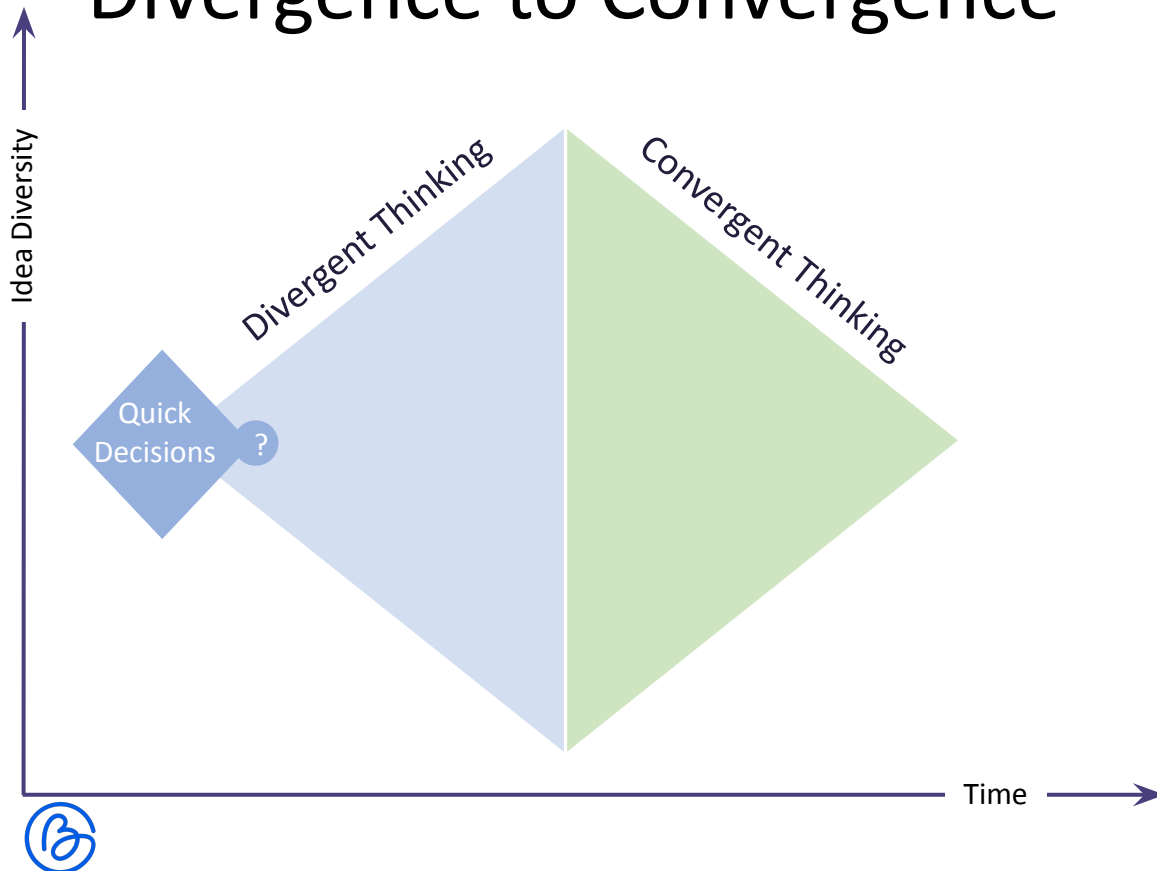 Divergence to Convergence
Idea Diversity
Divergent Thinking
Convergent Thinking
Quick
Decisions
?
Time